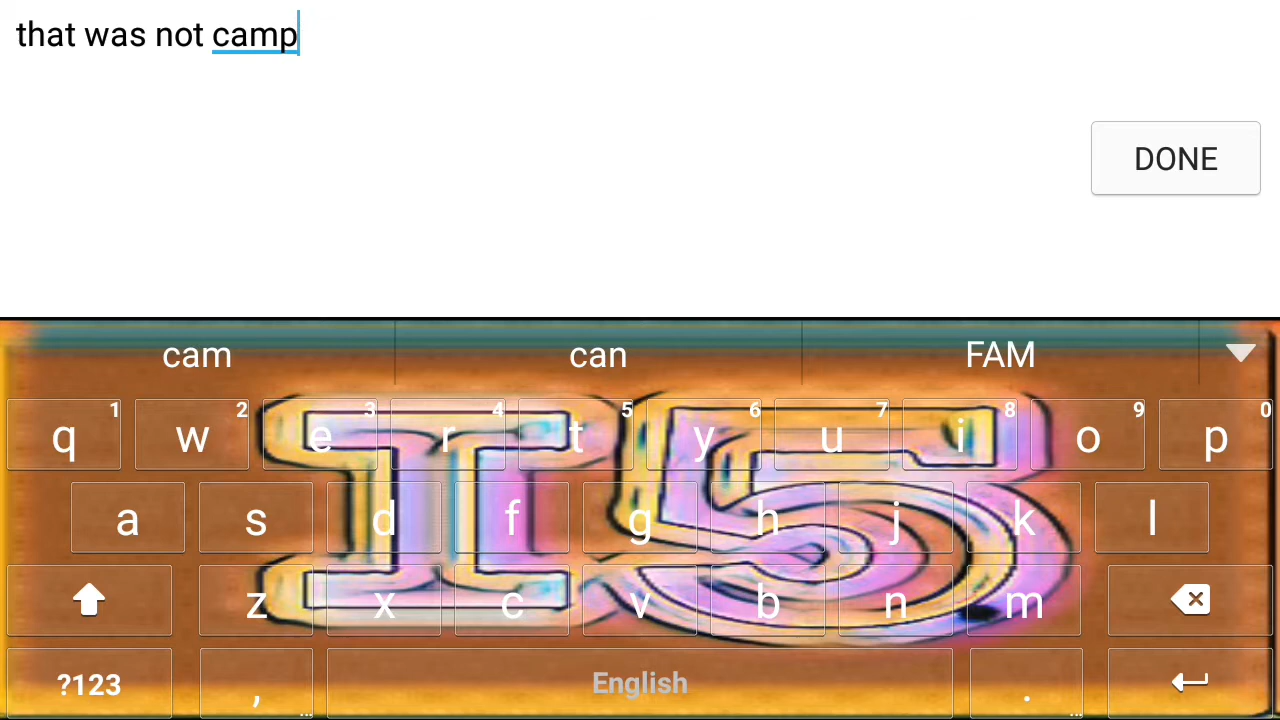 that was not camp
DONE
cam can FAM
q 1 w 2 e 3 r 4 t 5 y 6 u 7 i 8 o 9 p 0
a s d f g h j k l
z x c v b n m
?123 , ... English . ...
I5